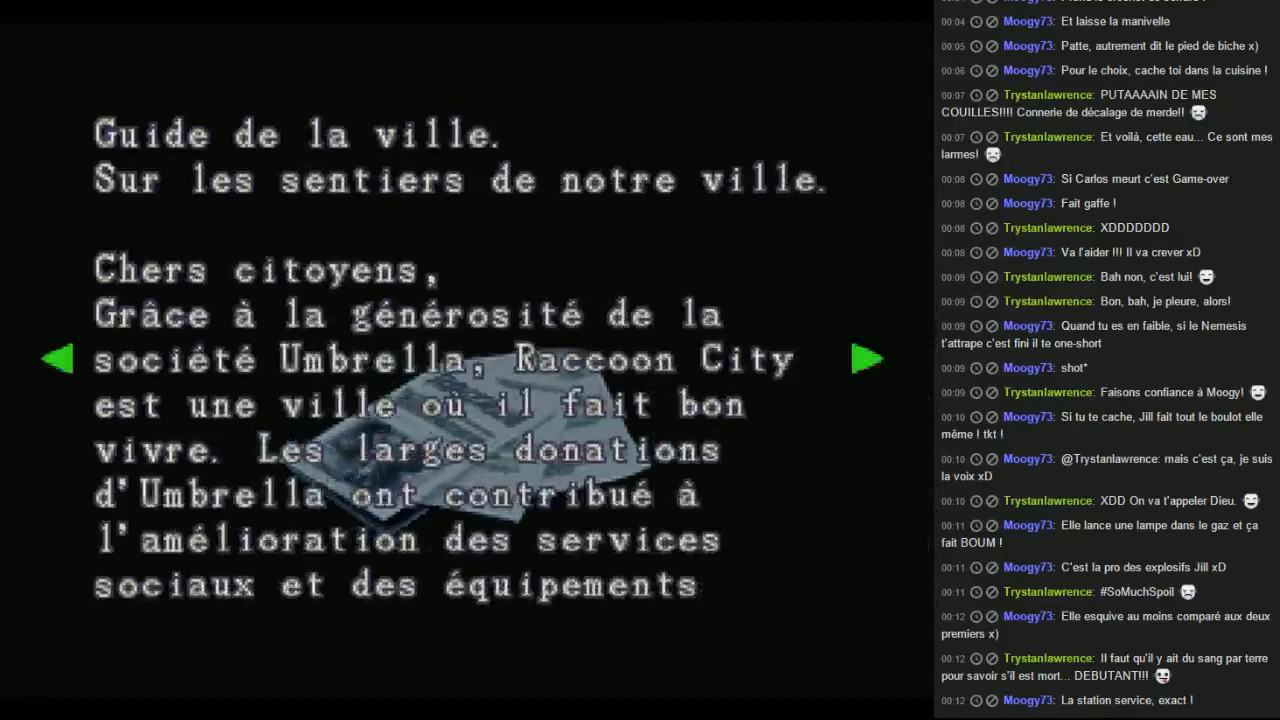 Guide de la ville.
Sur les sentiers de notre ville.
Chers citoyens,
Grâce à la générosité de la
société Umbrella, Raccoon City
est une ville où il fait bon
vivre. Les larges donations
d'Umbrella ont contribué à
l'amélioration des services
sociaux et des équipements
00:04 Moogy73: Et laisse la manivelle
00:05 Moogy73: Patte, autrement dit le pied de biche x)
00:06 Moogy73: Pour le choix, cache toi dans la cuisine !
00:07 Trystanlawrence: PUTAAAAIN DE MES
COUILLES!!!! Connerie de décalage de merde!!
00:07 Trystanlawrence: Et voilà, cette eau... Ce sont mes
larmes!
00:08 Moogy73: Si Carlos meurt c'est Game-over
00:08 Moogy73: Fait gaffe !
00:08 Trystanlawrence: XDDDDDDD
00:08 Moogy73: Va l'aider !!! Il va crever xD
00:09 Trystanlawrence: Bah non, c'est lui!
00:09 Trystanlawrence: Bon, bah, je pleure, alors!
00:09 Moogy73: Quand tu es en faible, si le Nemesis
t'attrape c'est fini il te one-short
00:09 Moogy73: shot*
00:09 Trystanlawrence: Faisons confiance à Moogy!
00:10 Moogy73: Si tu te cache, Jill fait tout le boulot elle
même ! tkt !
00:10 Moogy73: @Trystanlawrence: mais c'est ça, je suis
la voix xD
00:10 Trystanlawrence: XDD On va t'appeler Dieu.
00:11 Moogy73: Elle lance une lampe dans le gaz et ça
fait BOUM !
00:11 Moogy73: C'est la pro des explosifs Jill xD
00:11 Trystanlawrence: #SoMuchSpoil
00:12 Moogy73: Elle esquive au moins comparé aux deux
premiers x)
00:12 Trystanlawrence: Il faut qu'il y ait du sang par terre
pour savoir s'il est mort... DEBUTANT!!!
00:12 Moogy73: La station service, exact !